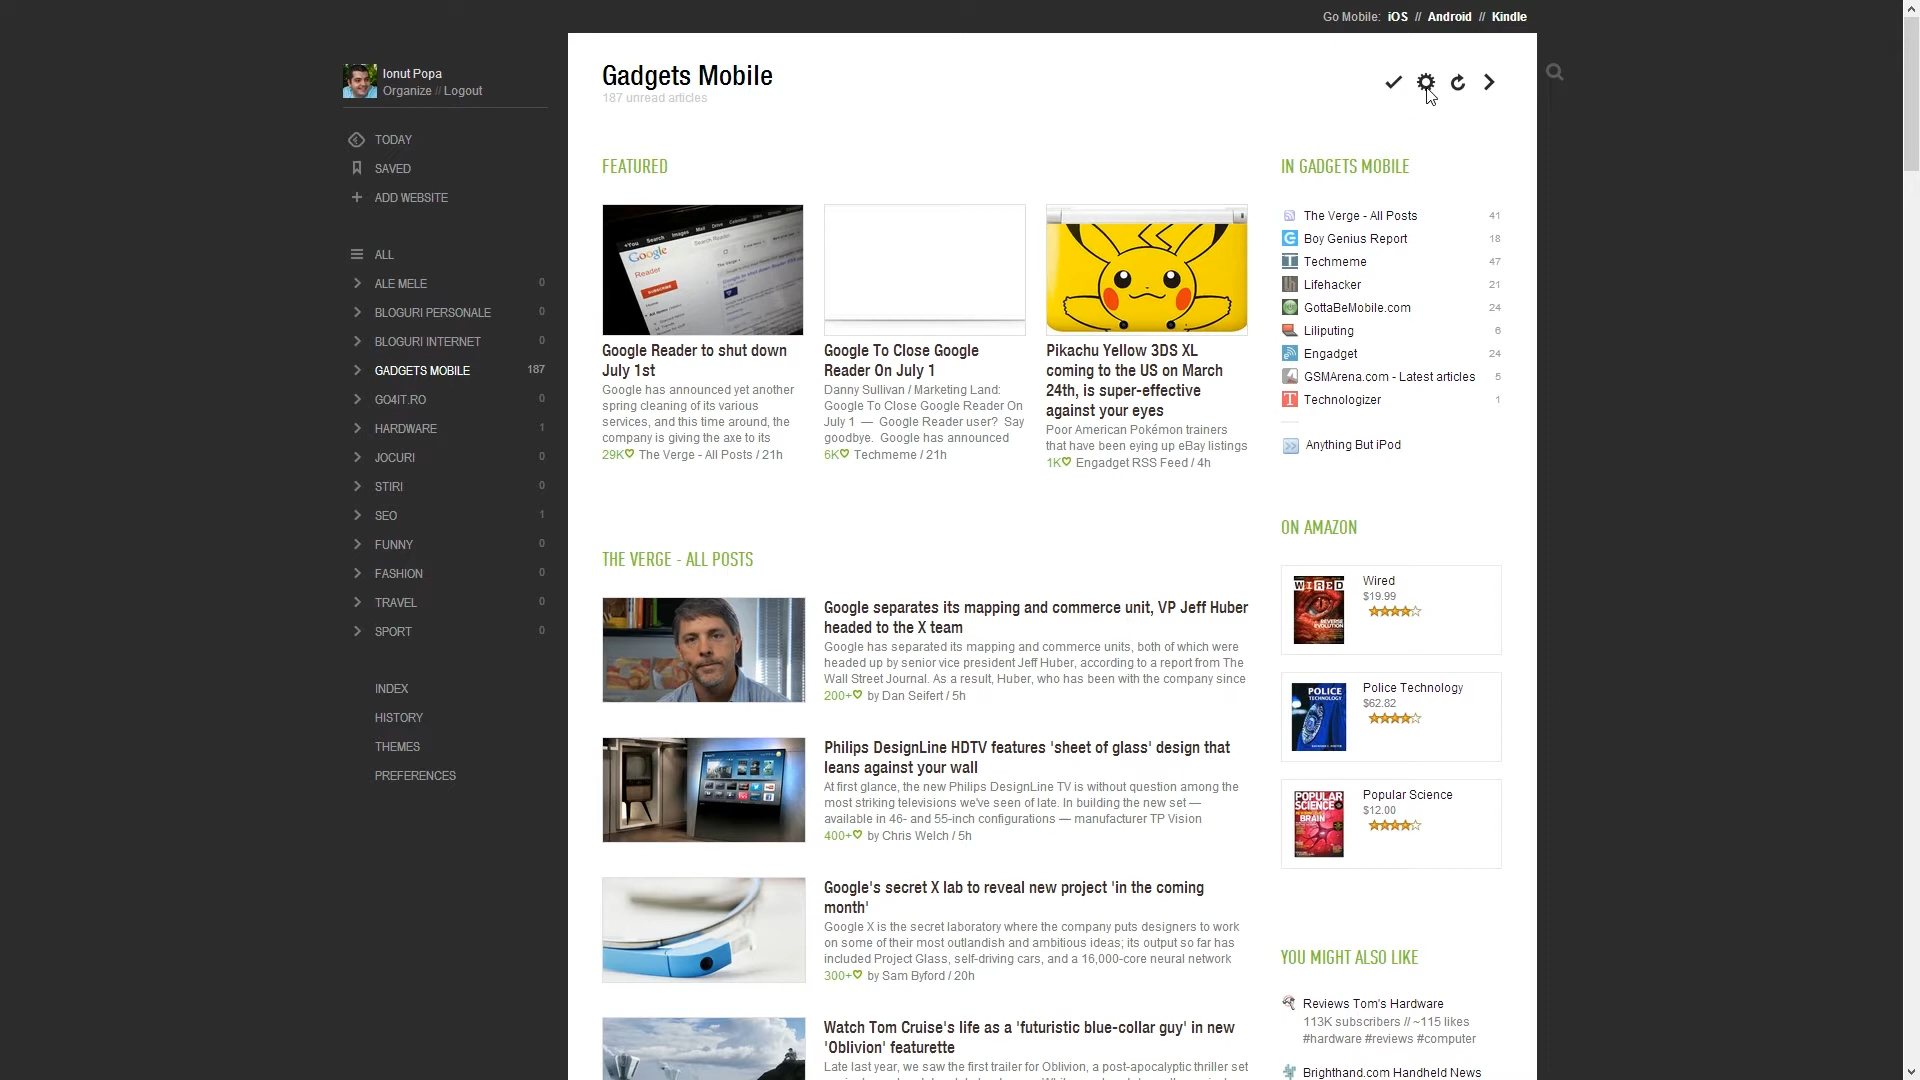 Go Mobile: iOS // Android // Kindle
Ionut Popa
Organize // Logout
TODAY
SAVED
ADD WEBSITE
ALL
ALE MELE 0
BLOGURI PERSONALE 0
BLOGURI INTERNET 0
GADGETS MOBILE 187
GO4IT.RO 0
HARDWARE 1
JOCURI 0
STIRI 0
SEO 1
FUNNY 0
FASHION 0
TRAVEL 0
SPORT 0
INDEX
HISTORY
THEMES
PREFERENCES
Gadgets Mobile
187 unread articles
FEATURED
Google
Reader
Google Reader to shut down
July 1st
Google has announced yet another
spring cleaning of its various
services, and this time around, the
company is giving the axe to its
29K The Verge - All Posts / 21h
Google To Close Google
Reader On July 1
Danny Sullivan / Marketing Land:
Google To Close Google Reader On
July 1 — Google Reader user? Say
goodbye. Google has announced
6K Techmeme / 21h
Pikachu Yellow 3DS XL
coming to the US on March
24th, is super-effective
against your eyes
Poor American Pokémon trainers
that have been eying up eBay listings
1K Engadget RSS Feed / 4h
THE VERGE - ALL POSTS
Google separates its mapping and commerce unit, VP Jeff Huber
headed to the X team
Google has separated its mapping and commerce units, both of which were
headed up by senior vice president Jeff Huber, according to a report from The
Wall Street Journal. As a result, Huber, who has been with the company since
200+ by Dan Seifert / 5h
Philips DesignLine HDTV features 'sheet of glass' design that
leans against your wall
At first glance, the new Philips DesignLine TV is without question among the
most striking televisions we've seen of late. In building the new set —
available in 46- and 55-inch configurations — manufacturer TP Vision
400+ by Chris Welch / 5h
Google's secret X lab to reveal new project 'in the coming
month'
Google X is the secret laboratory where the company puts designers to work
on some of their most outlandish and ambitious ideas; its output so far has
included Project Glass, self-driving cars, and a 16,000-core neural network
300+ by Sam Byford / 20h
Watch Tom Cruise's life as a 'futuristic blue-collar guy' in new
'Oblivion' featurette
Late last year, we saw the first trailer for Oblivion, a post-apocalyptic thriller set
IN GADGETS MOBILE
The Verge - All Posts 41
Boy Genius Report 18
Techmeme 47
Lifehacker 21
GottaBeMobile.com 24
Liliputing 6
Engadget 24
GSMArena.com - Latest articles 5
Technologizer 1
Anything But iPod
ON AMAZON
WIRED
Wired
$19.99
POLICE
TECHNOLOGY
Police Technology
$62.82
POPULAR
SCIENCE
BRAIN
Popular Science
$12.00
YOU MIGHT ALSO LIKE
Reviews Tom's Hardware
113K subscribers // ~115 likes
#hardware #reviews #computer
Brighthand.com Handheld News